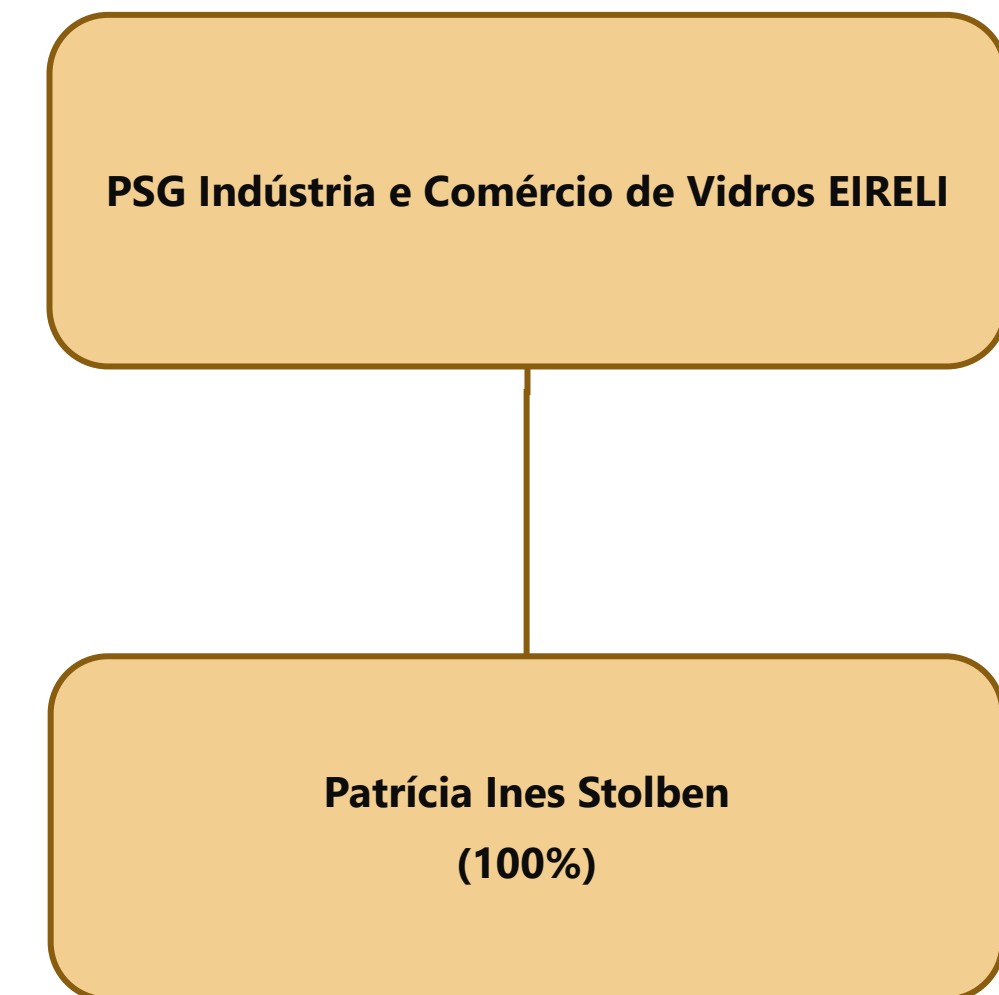 PSG Indústria e Comércio de Vidros EIRELI
Patrícia Ines Stolben
(100%)